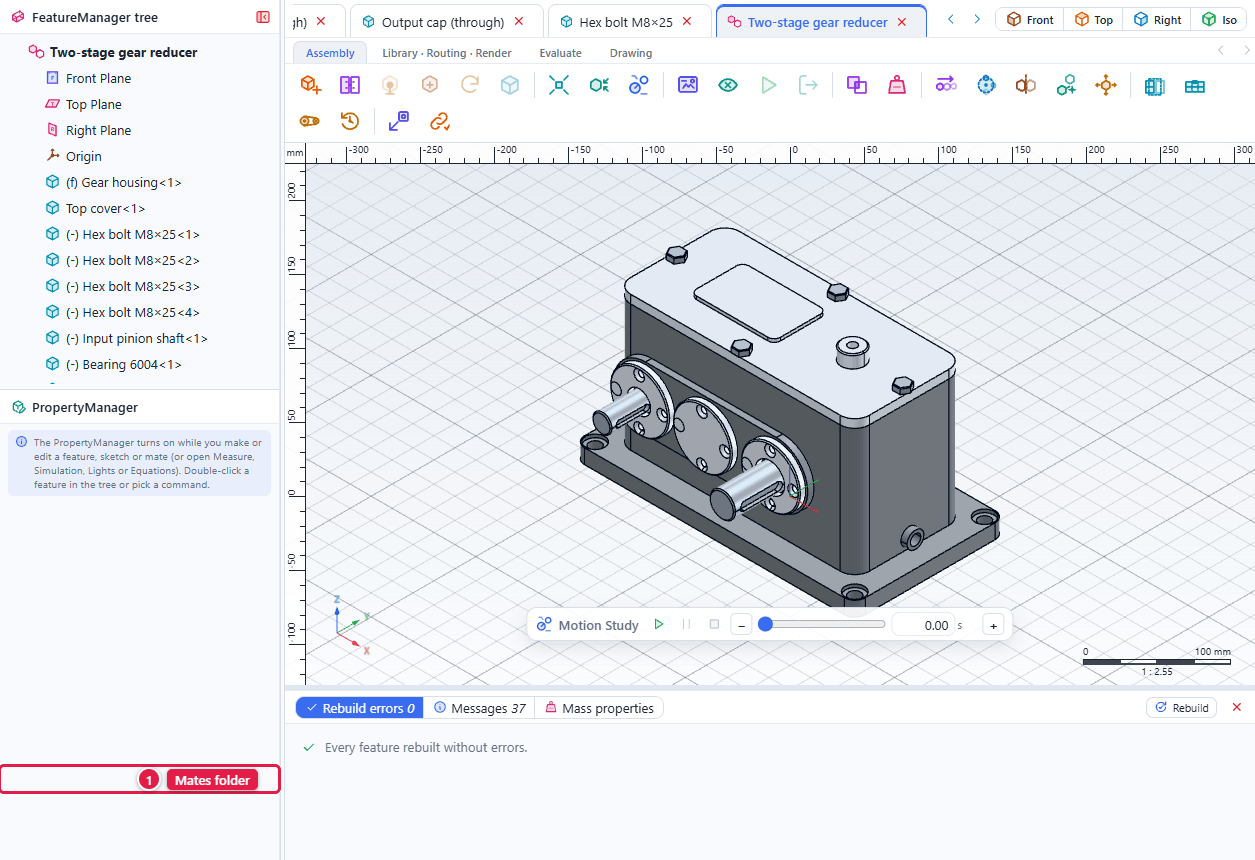 FeatureManager tree
Two-stage gear reducer
Front Plane
Top Plane
Right Plane
Origin
(f) Gear housing<1>
Top cover<1>
(-) Hex bolt M8×25<1>
(-) Hex bolt M8×25<2>
(-) Hex bolt M8×25<3>
(-) Hex bolt M8×25<4>
(-) Input pinion shaft<1>
(-) Bearing 6004<1>
PropertyManager
The PropertyManager turns on while you make or
edit a feature, sketch or mate (or open Measure,
Simulation, Lights or Equations). Double-click a
feature in the tree or pick a command.
1 Mates folder
gh) Output cap (through) Hex bolt M8×25 Two-stage gear reducer
Front Top Right Iso
Assembly Library · Routing · Render Evaluate Drawing
mm -300 -250 -200 -150 -100 -50 0 50 100 150 200 250 300
200
150
100
50
0
-50
-100
Z
Y
X
Motion Study 0.00 s
0 100 mm
1 : 2.55
Rebuild errors 0 Messages 37 Mass properties Rebuild
Every feature rebuilt without errors.